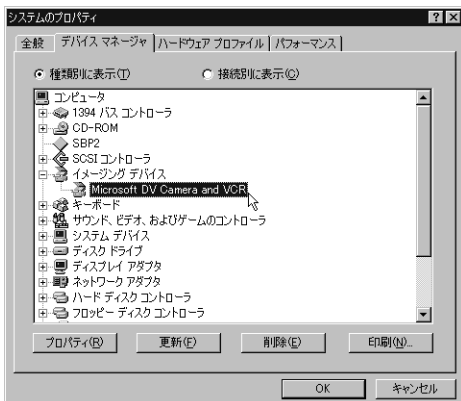 システムのプロパティ
全般 デバイス マネージャ ハードウェア プロファイル パフォーマンス
種類別に表示(T) 接続別に表示(C)
コンピュータ
1394 バス コントローラ
CD-ROM
SBP2
SCSI コントローラ
イメージング デバイス
Microsoft DV Camera and VCR
キーボード
サウンド、ビデオ、およびゲームのコントローラ
システム デバイス
ディスク ドライブ
ディスプレイ アダプタ
ネットワーク アダプタ
ハード ディスク コントローラ
フロッピー ディスク コントローラ
プロパティ(R) 更新(F) 削除(E) 印刷(N)...
OK キャンセル